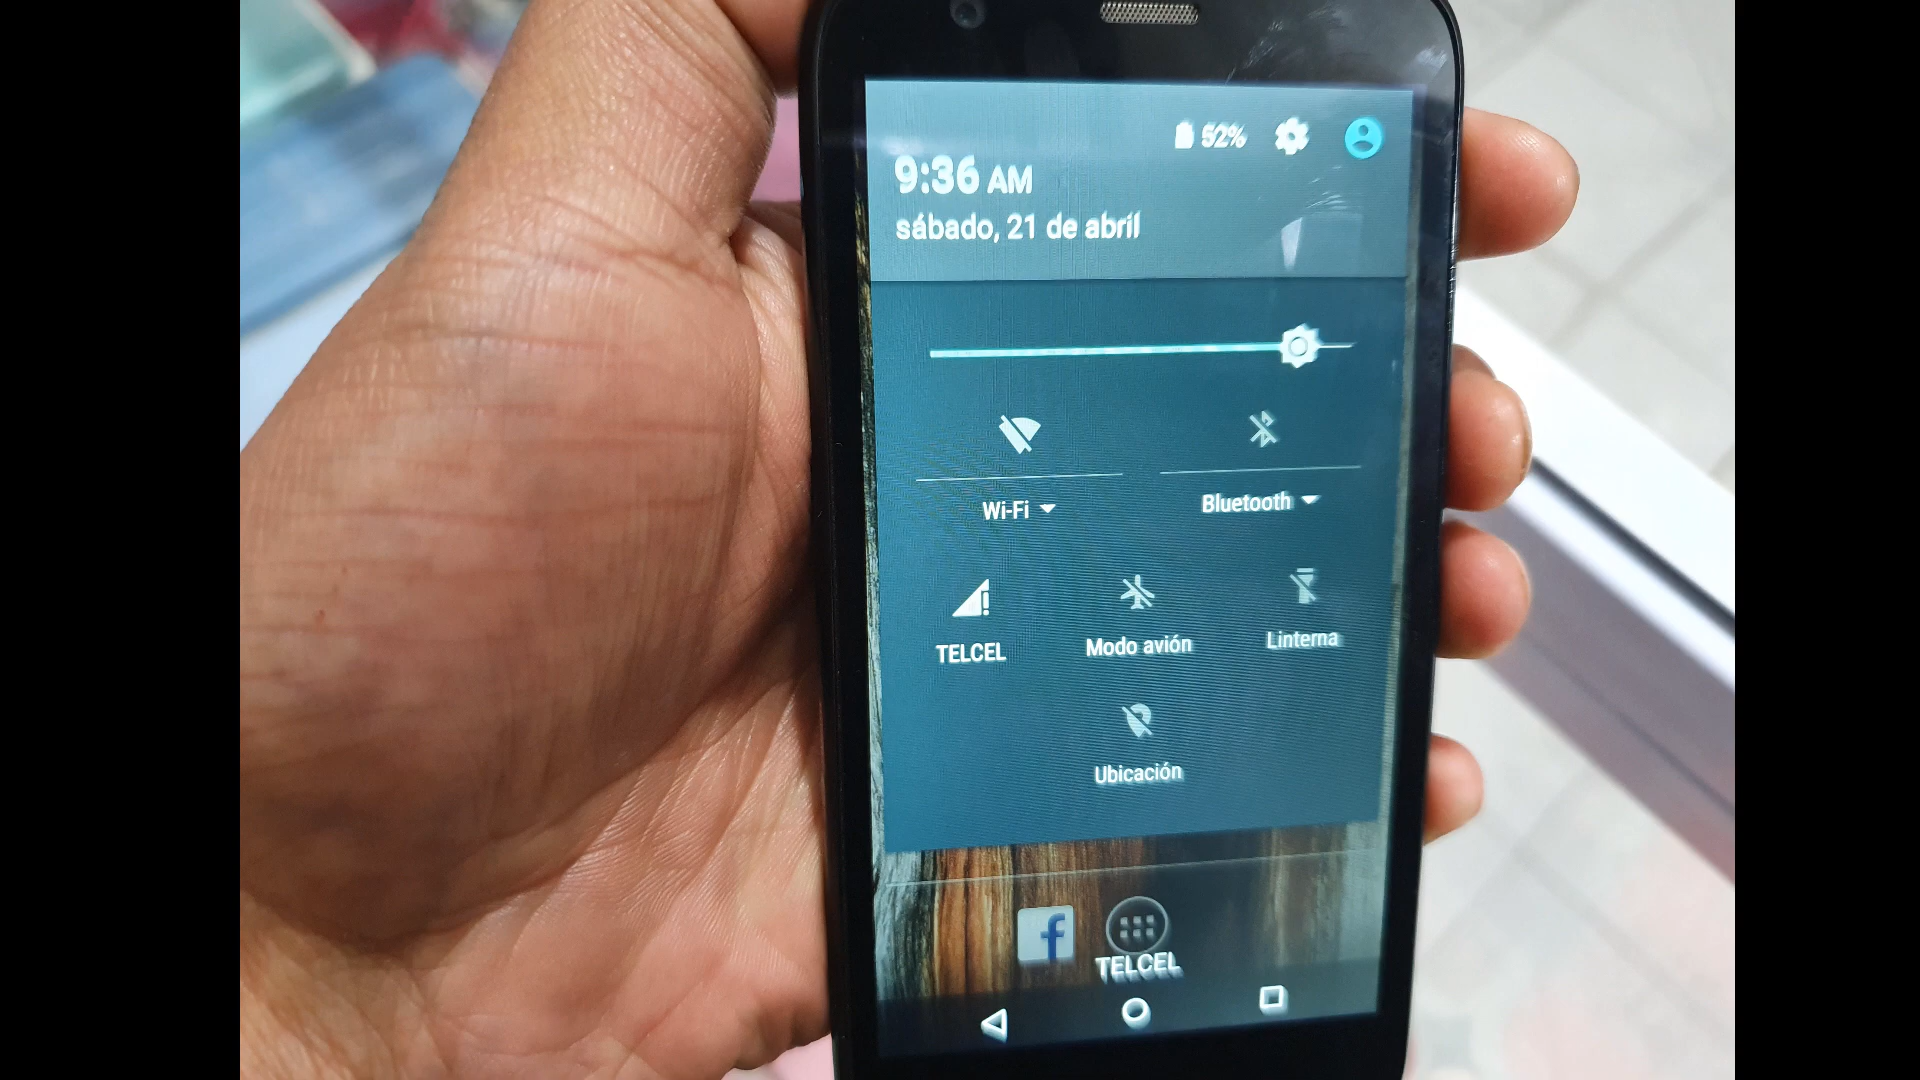 52%
9:36 AM
sábado, 21 de abril
Wi-Fi
Bluetooth
TELCEL
Modo avión
Linterna
Ubicación
f
TELCEL